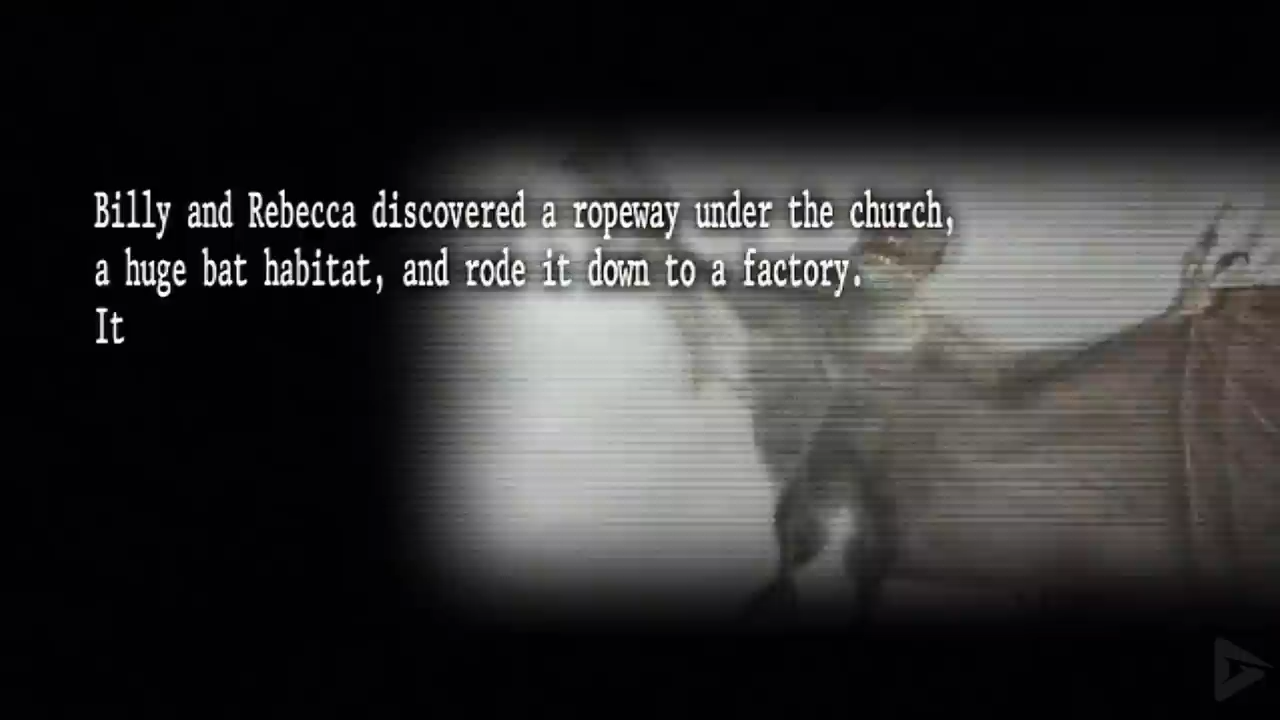 Billy and Rebecca discovered a ropeway under the church,
a huge bat habitat, and rode it down to a factory.
It